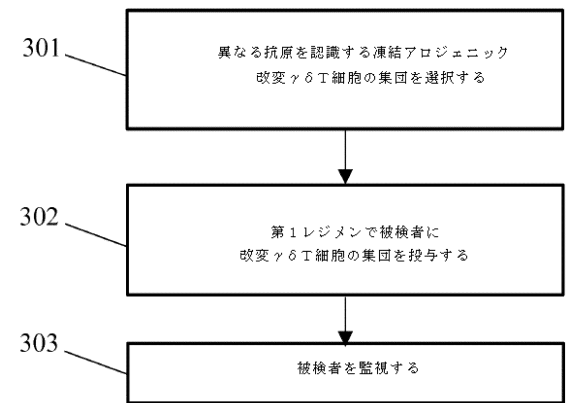 301
異なる抗原を認識する凍結アロジェニック
改変γδT細胞の集団を選択する
302
第1レジメンで被検者に
改変γδT細胞の集団を投与する
303
被検者を監視する